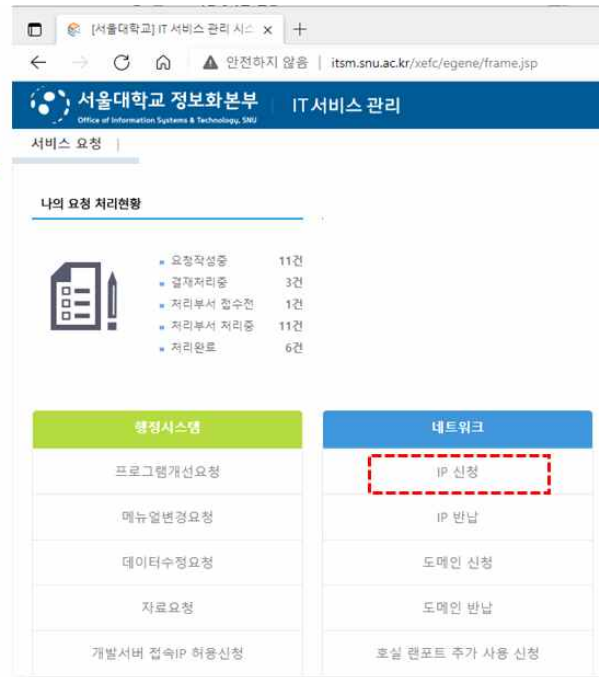 [서울대학교] IT 서비스 관리 시스
안전하지 않음 | itsm.snu.ac.kr/xefc/egene/frame.jsp
서울대학교 정보화본부 IT서비스 관리
Office of Information Systems & Technology, SNU
서비스 요청 |
나의 요청 처리현황
요청작성중 11건
결재처리중 3건
처리부서 접수전 1건
처리부서 처리중 11건
처리완료 6건
행정시스템 네트워크
프로그램개선요청 IP 신청
메뉴얼변경요청 IP 반납
데이터수정요청 도메인 신청
자료요청 도메인 반납
개발서버 접속IP 허용신청 호실 랜포트 추가 사용 신청